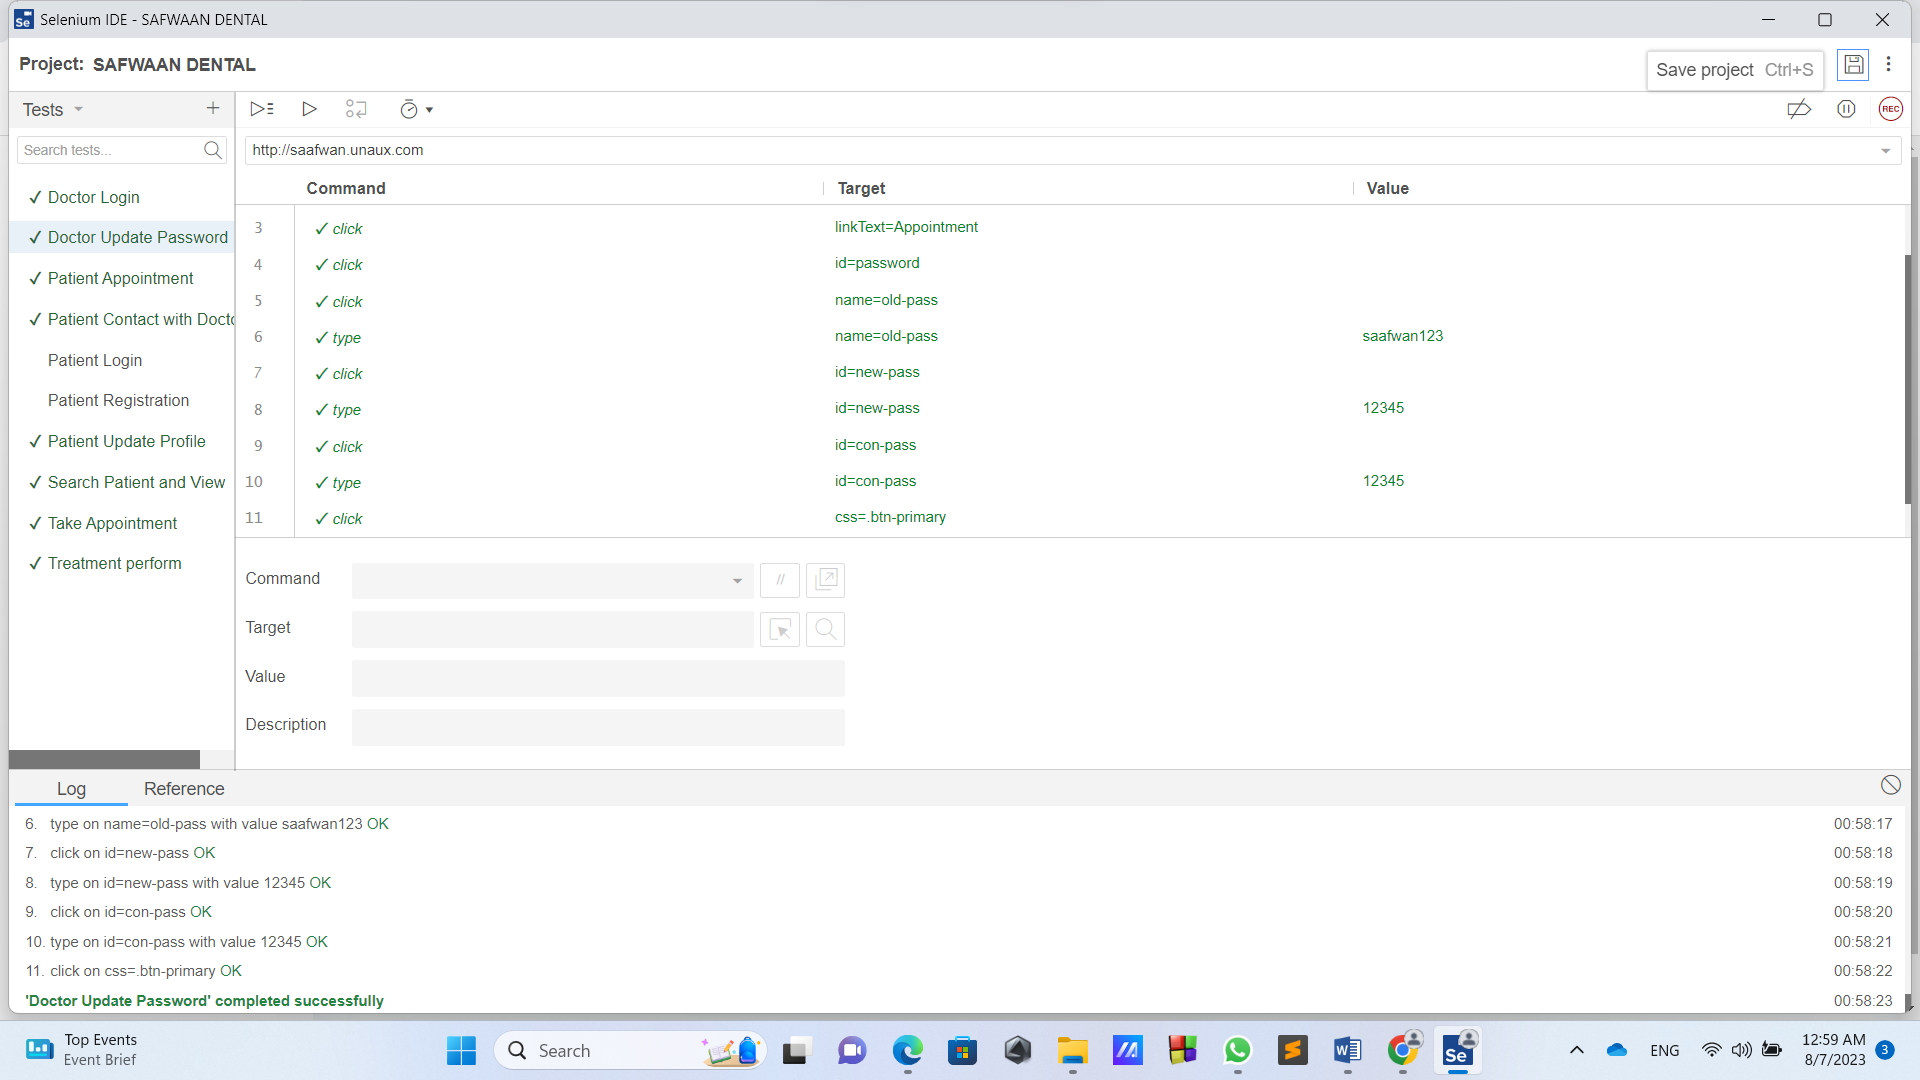 Selenium IDE - SAFWAAN DENTAL
Project: SAFWAAN DENTAL
Save project Ctrl+S
Tests
REC
Search tests...
http://saafwan.unaux.com
Command Target Value
✓ Doctor Login
✓ Doctor Update Password
✓ Patient Appointment
✓ Patient Contact with Docto
Patient Login
Patient Registration
✓ Patient Update Profile
✓ Search Patient and View
✓ Take Appointment
✓ Treatment perform
3 ✓ click linkText=Appointment
4 ✓ click id=password
5 ✓ click name=old-pass
6 ✓ type name=old-pass saafwan123
7 ✓ click id=new-pass
8 ✓ type id=new-pass 12345
9 ✓ click id=con-pass
10 ✓ type id=con-pass 12345
11 ✓ click css=.btn-primary
Command //
Target
Value
Description
Log Reference
6. type on name=old-pass with value saafwan123 OK 00:58:17
7. click on id=new-pass OK 00:58:18
8. type on id=new-pass with value 12345 OK 00:58:19
9. click on id=con-pass OK 00:58:20
10. type on id=con-pass with value 12345 OK 00:58:21
11. click on css=.btn-primary OK 00:58:22
'Doctor Update Password' completed successfully 00:58:23
Top Events
Event Brief
Search
Se
ENG
12:59 AM
8/7/2023
3